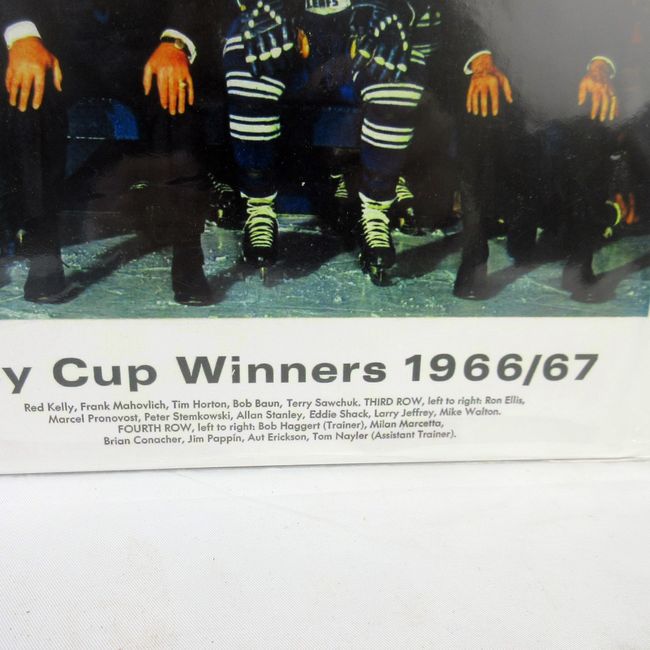 LEAFS
y Cup Winners 1966/67
Red Kelly, Frank Mahovlich, Tim Horton, Bob Baun, Terry Sawchuk. THIRD ROW, left to right: Ron Ellis,
Marcel Pronovost, Peter Stemkowski, Allan Stanley, Eddie Shack, Larry Jeffrey, Mike Walton.
FOURTH ROW, left to right: Bob Haggert (Trainer), Milan Marcetta,
Brian Conacher, Jim Pappin, Aut Erickson, Tom Nayler (Assistant Trainer).